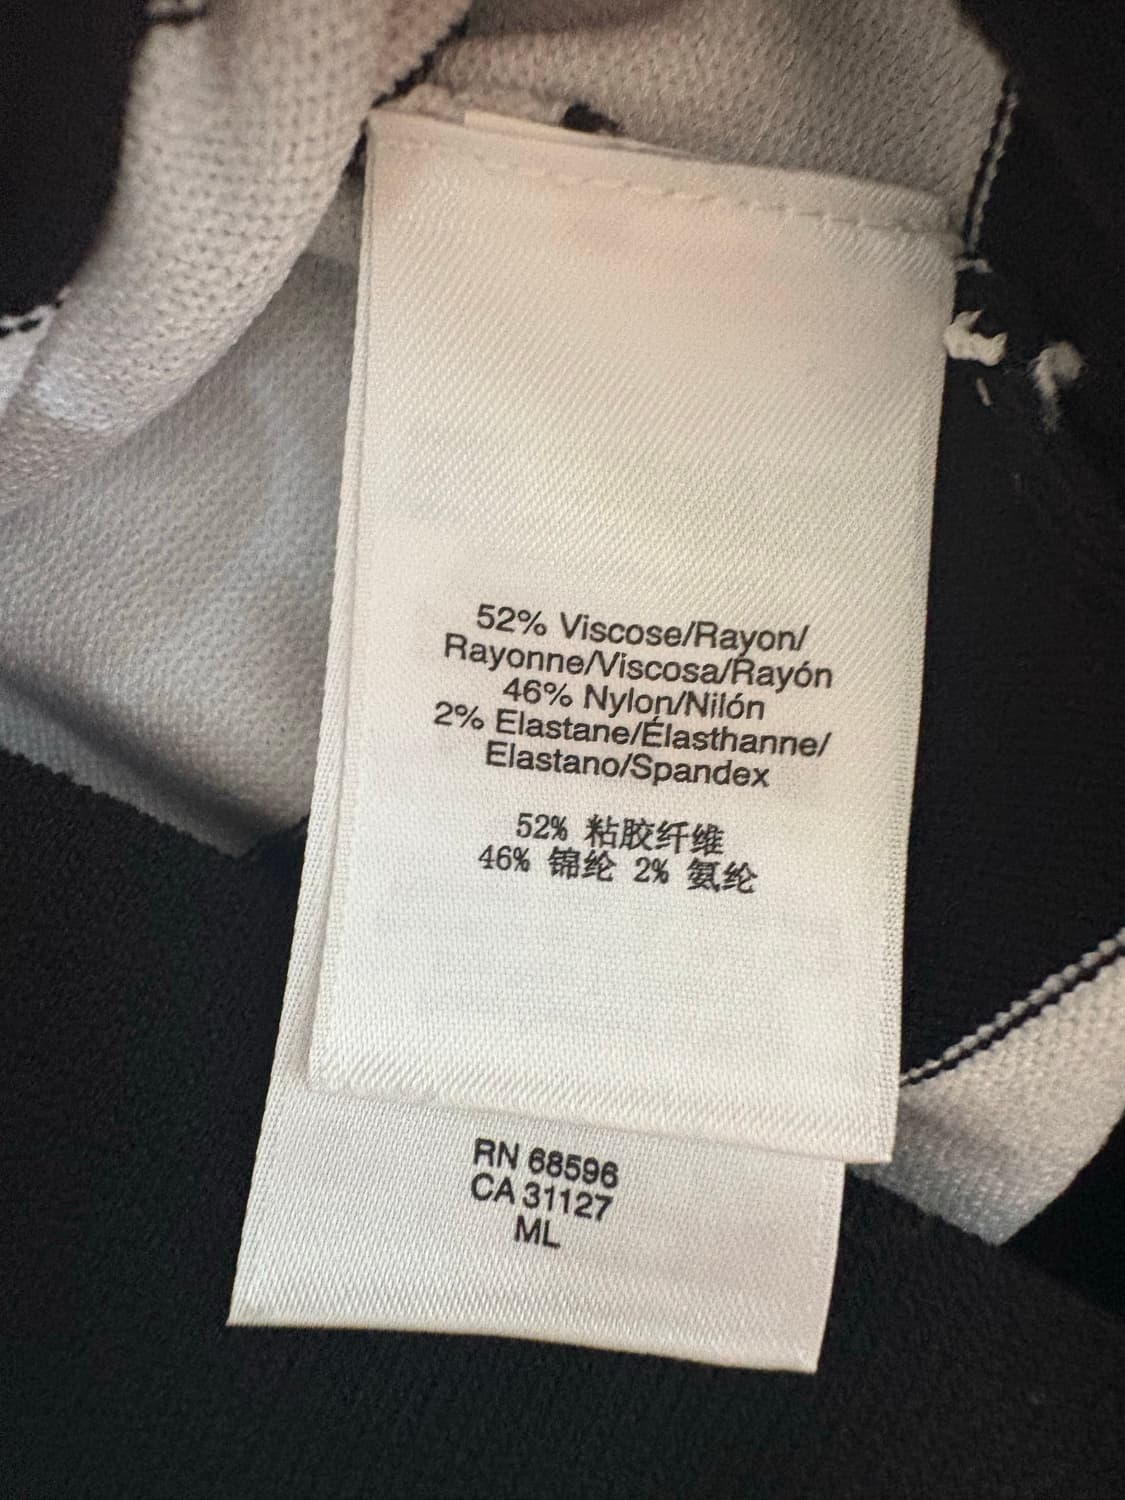 52% Viscose/Rayon/
Rayonne/Viscosa/Rayón
46% Nylon/Nilón
2% Elastane/Élasthanne/
Elastano/Spandex
52% 粘胶纤维
46% 锦纶 2% 氨纶
RN 68596
CA 31127
ML